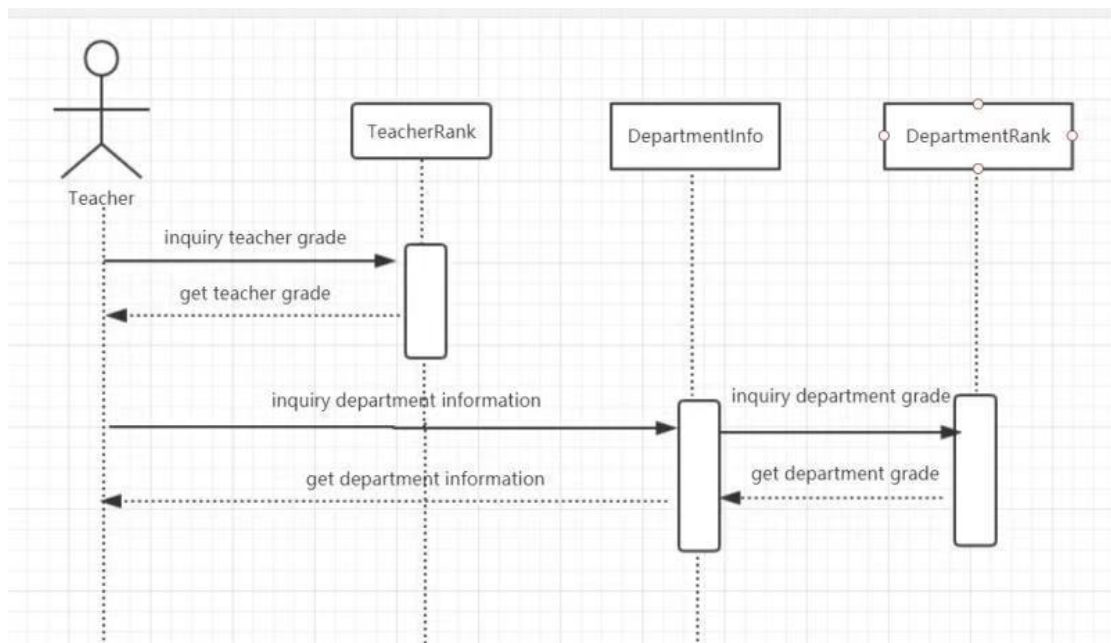 TeacherRank
DepartmentInfo
DepartmentRank
Teacher
inquiry teacher grade
get teacher grade
inquiry department information
inquiry department grade
get department information
get department grade